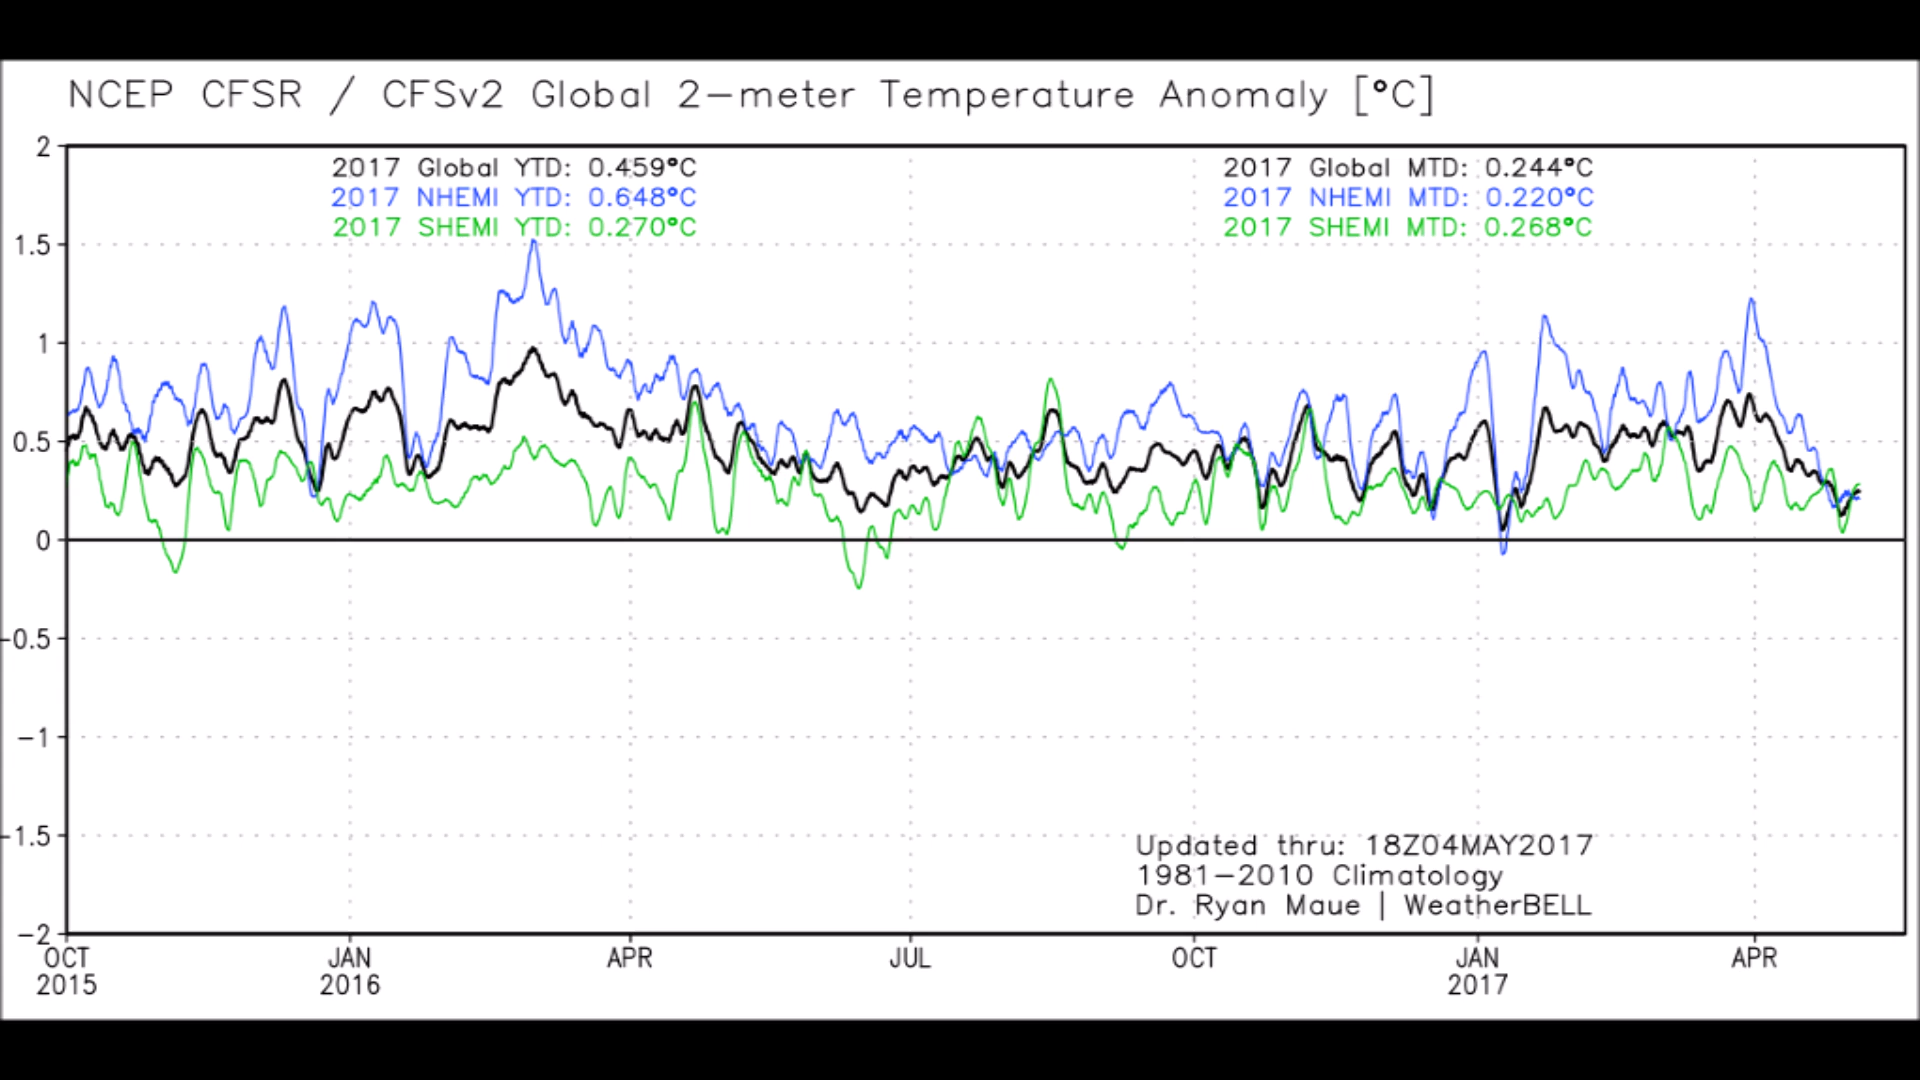 NCEP CFSR / CFSv2 Global 2-meter Temperature Anomaly [°C]
2
2017 Global YTD: 0.459°C
2017 NHEMI YTD: 0.648°C
2017 SHEMI YTD: 0.270°C
2017 Global MTD: 0.244°C
2017 NHEMI MTD: 0.220°C
2017 SHEMI MTD: 0.268°C
1.5
1
0.5
0
-0.5
-1
-1.5
-2
Updated thru: 18Z04MAY2017
1981-2010 Climatology
Dr. Ryan Maue | WeatherBELL
OCT JAN APR JUL OCT JAN APR
2015 2016 2017